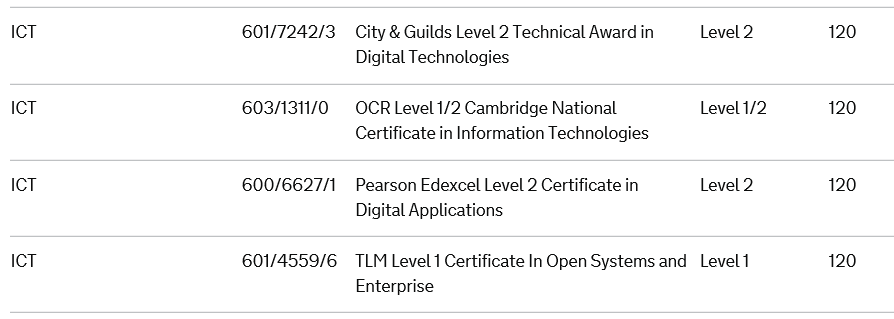 ICT 601/7242/3 City & Guilds Level 2 Technical Award in Level 2 120
Digital Technologies
ICT 603/1311/0 OCR Level 1/2 Cambridge National Level 1/2 120
Certificate in Information Technologies
ICT 600/6627/1 Pearson Edexcel Level 2 Certificate in Level 2 120
Digital Applications
ICT 601/4559/6 TLM Level 1 Certificate In Open Systems and Level 1 120
Enterprise